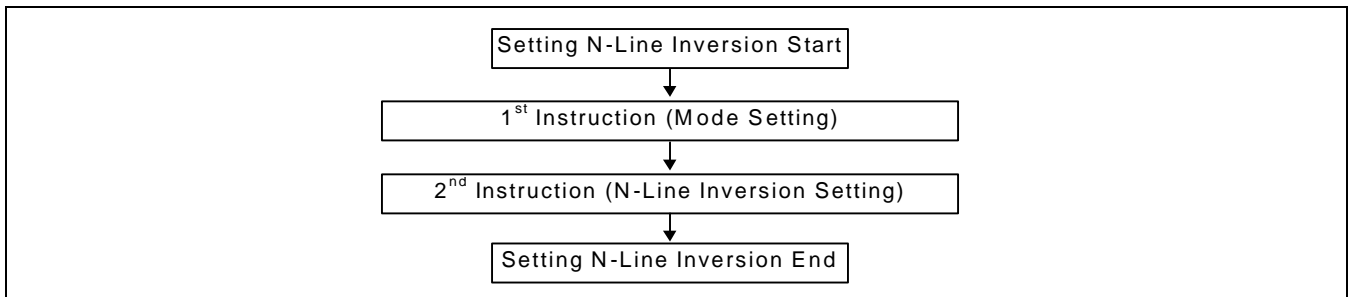 Setting N-Line Inversion Start
1st Instruction (Mode Setting)
2nd Instruction (N-Line Inversion Setting)
Setting N-Line Inversion End